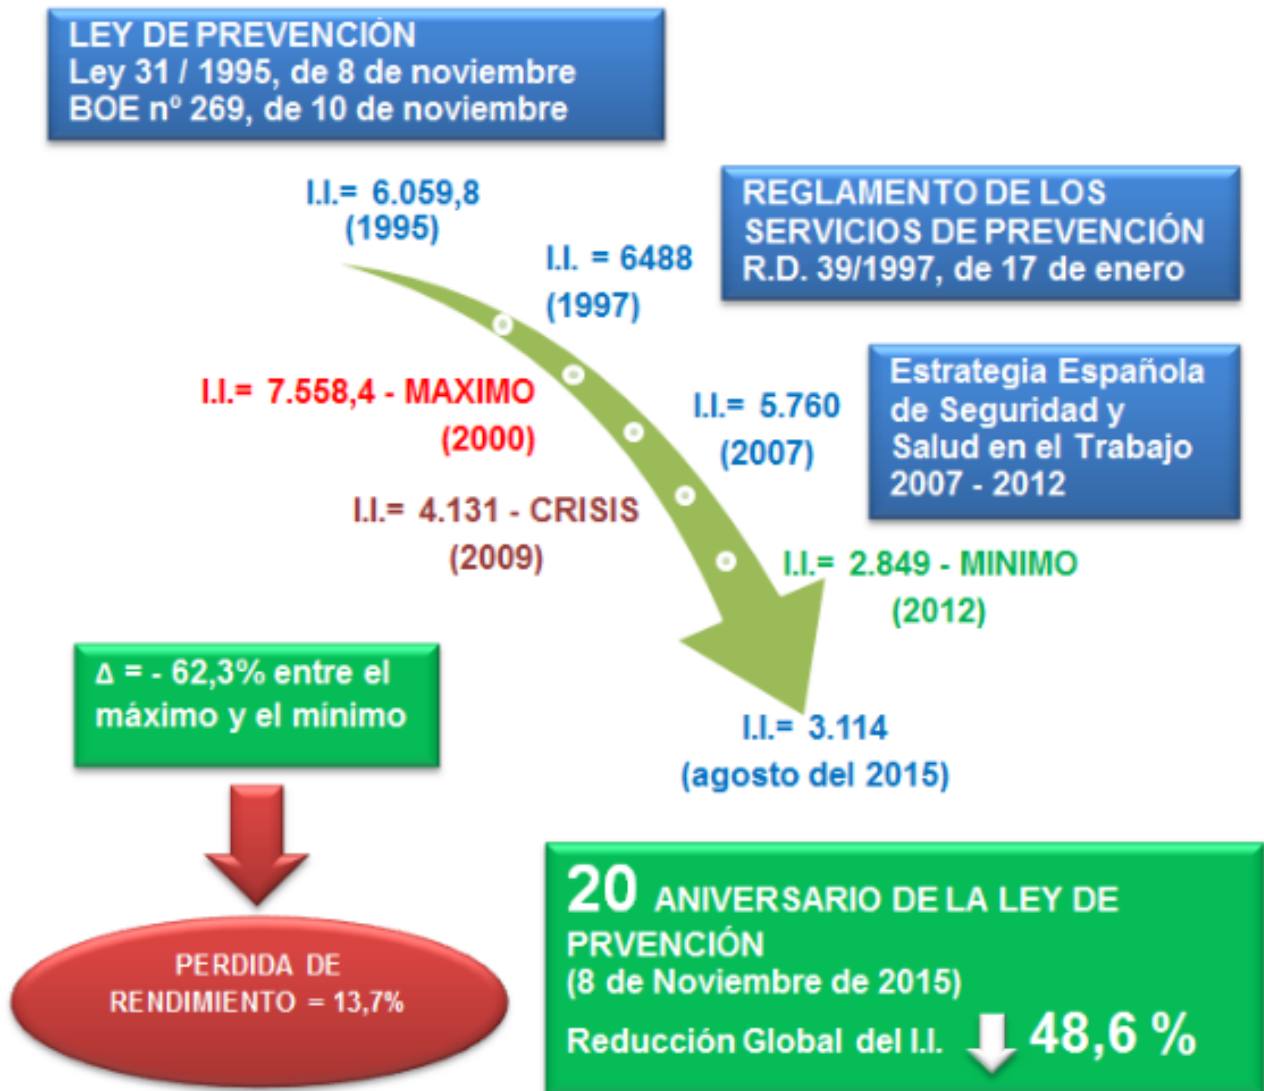 LEY DE PREVENCIÓN
Ley 31 / 1995, de 8 de noviembre
BOE nº 269, de 10 de noviembre
I.I.= 6.059,8
(1995)
I.I. = 6488
(1997)
REGLAMENTO DE LOS
SERVICIOS DE PREVENCIÓN
R.D. 39/1997, de 17 de enero
I.I.= 7.558,4 - MAXIMO
(2000)
I.I.= 5.760
(2007)
Estrategia Española
de Seguridad y
Salud en el Trabajo
2007 - 2012
I.I.= 4.131 - CRISIS
(2009)
I.I.= 2.849 - MINIMO
(2012)
Δ = - 62,3% entre el
máximo y el mínimo
I.I.= 3.114
(agosto del 2015)
PERDIDA DE
RENDIMIENTO = 13,7%
20 ANIVERSARIO DE LA LEY DE
PRVENCIÓN
(8 de Noviembre de 2015)
Reducción Global del I.I. 48,6 %